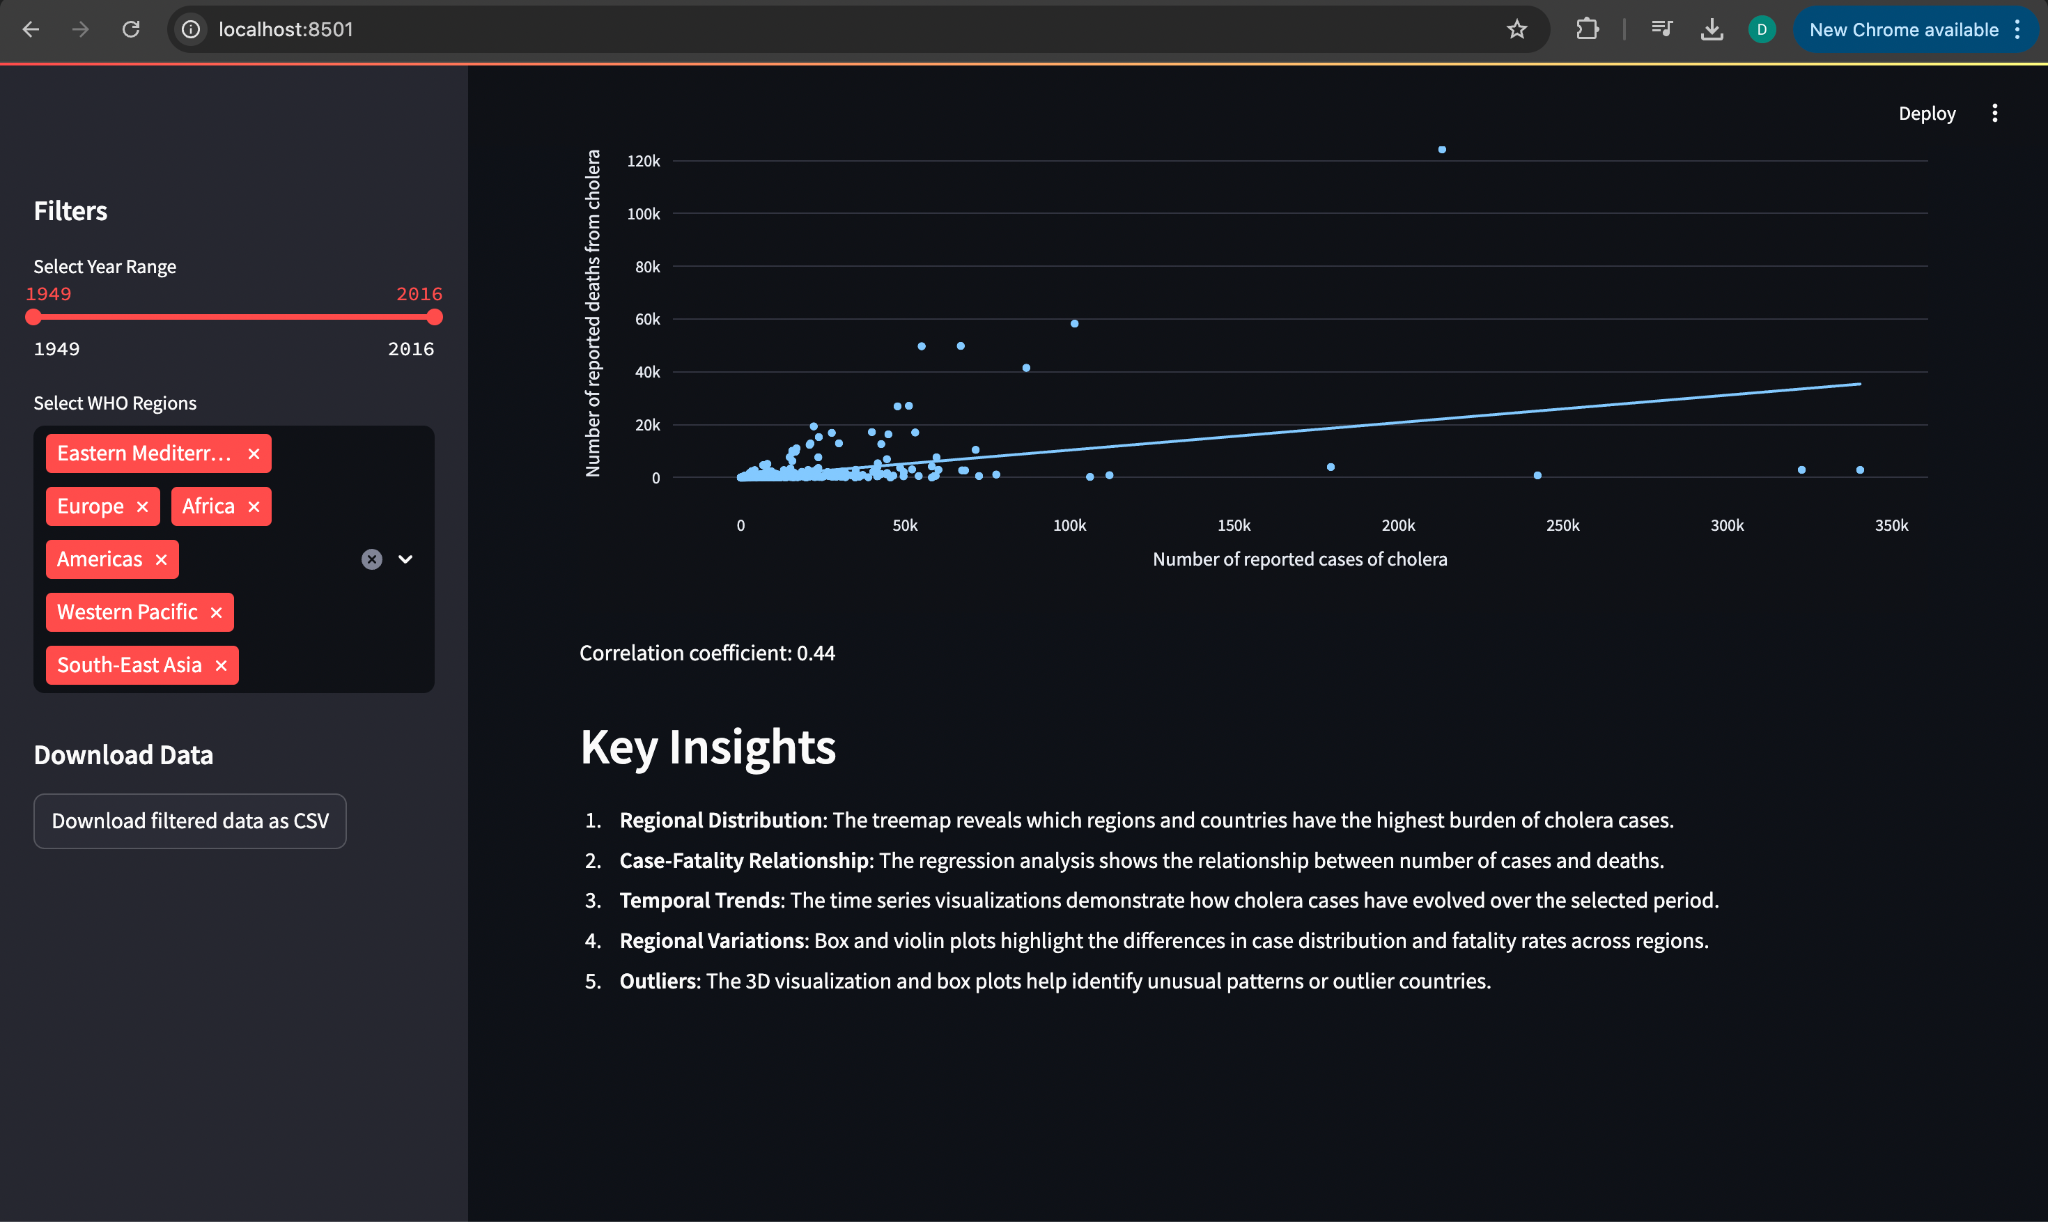 localhost:8501
D
New Chrome available
Deploy
Filters
Select Year Range
1949 2016
1949 2016
Select WHO Regions
Eastern Mediterr... ×
Europe × Africa ×
Americas ×
Western Pacific ×
South-East Asia ×
Download Data
Download filtered data as CSV
Number of reported deaths from cholera
120k
100k
80k
60k
40k
20k
0
0 50k 100k 150k 200k 250k 300k 350k
Number of reported cases of cholera
Correlation coefficient: 0.44
Key Insights
1. Regional Distribution: The treemap reveals which regions and countries have the highest burden of cholera cases.
2. Case-Fatality Relationship: The regression analysis shows the relationship between number of cases and deaths.
3. Temporal Trends: The time series visualizations demonstrate how cholera cases have evolved over the selected period.
4. Regional Variations: Box and violin plots highlight the differences in case distribution and fatality rates across regions.
5. Outliers: The 3D visualization and box plots help identify unusual patterns or outlier countries.